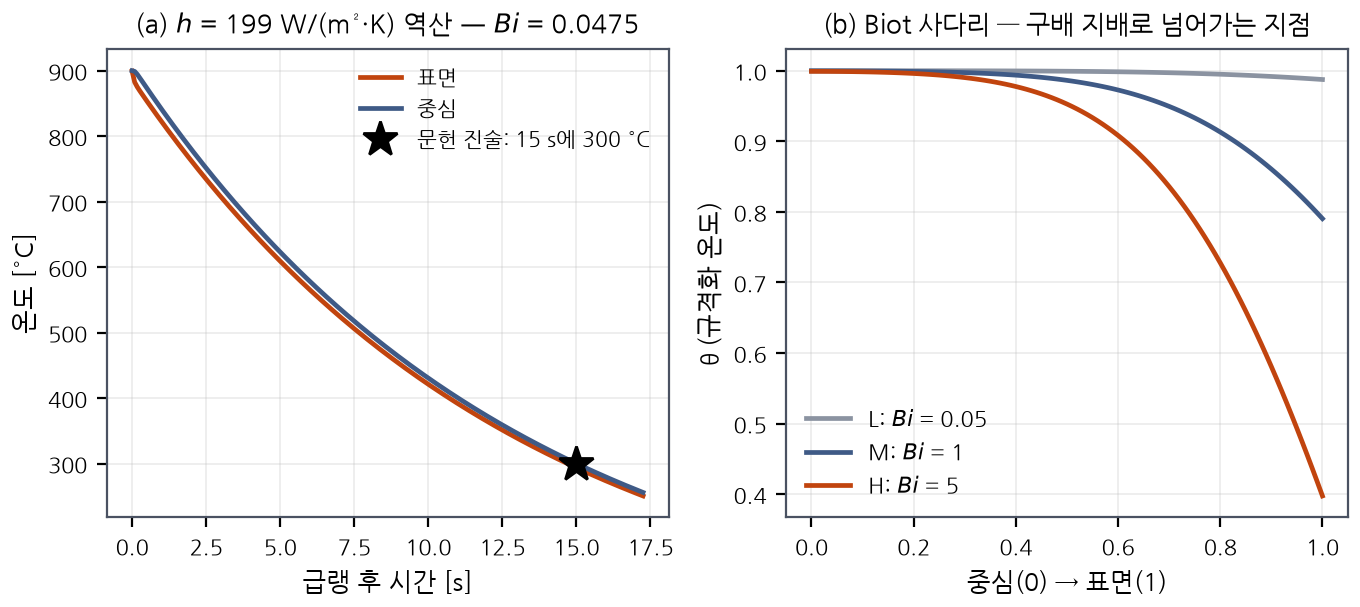 (a) h = 199 W/(m²·K) 역산 — Bi = 0.0475
표면
중심
문헌 진술: 15 s에 300 °C
온도 [°C]
900
800
700
600
500
400
300
0.0 2.5 5.0 7.5 10.0 12.5 15.0 17.5
급랭 후 시간 [s]
(b) Biot 사다리 — 구배 지배로 넘어가는 지점
θ (규격화 온도)
1.0
0.9
0.8
0.7
0.6
0.5
0.4
L: Bi = 0.05
M: Bi = 1
H: Bi = 5
0.0 0.2 0.4 0.6 0.8 1.0
중심(0) → 표면(1)